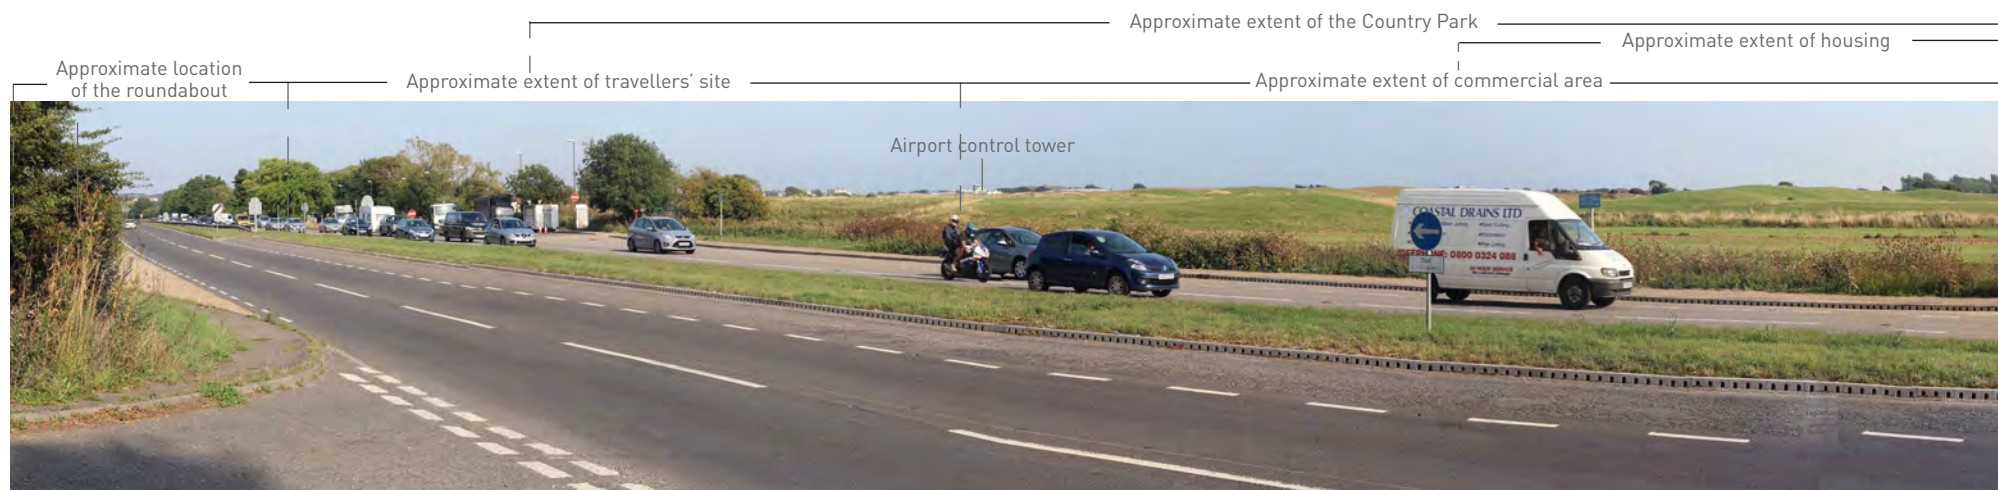 Approximate extent of the Country Park
Approximate extent of housing
Approximate location
of the roundabout
Approximate extent of travellers' site
Approximate extent of commercial area
Airport control tower
COASTAL DRAINS LTD
0800 0324 088